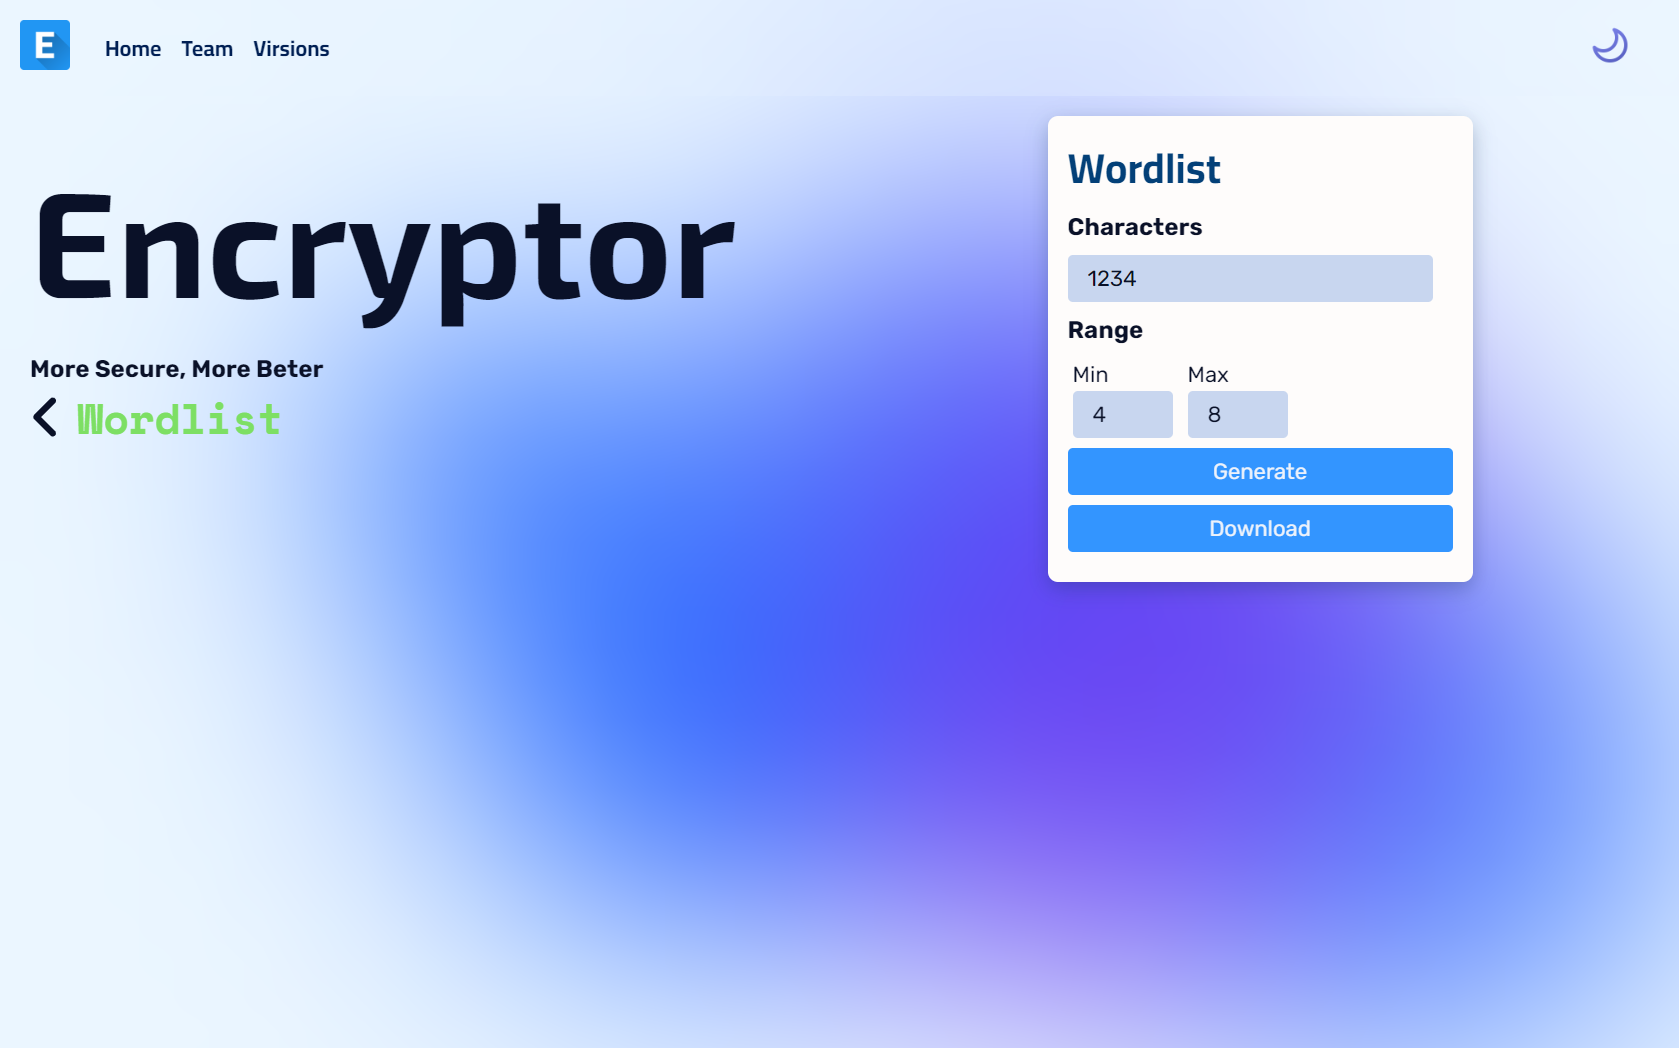 E
Home Team Virsions
Encryptor
More Secure, More Beter
< Wordlist
Wordlist
Characters
1234
Range
Min Max
4 8
Generate
Download